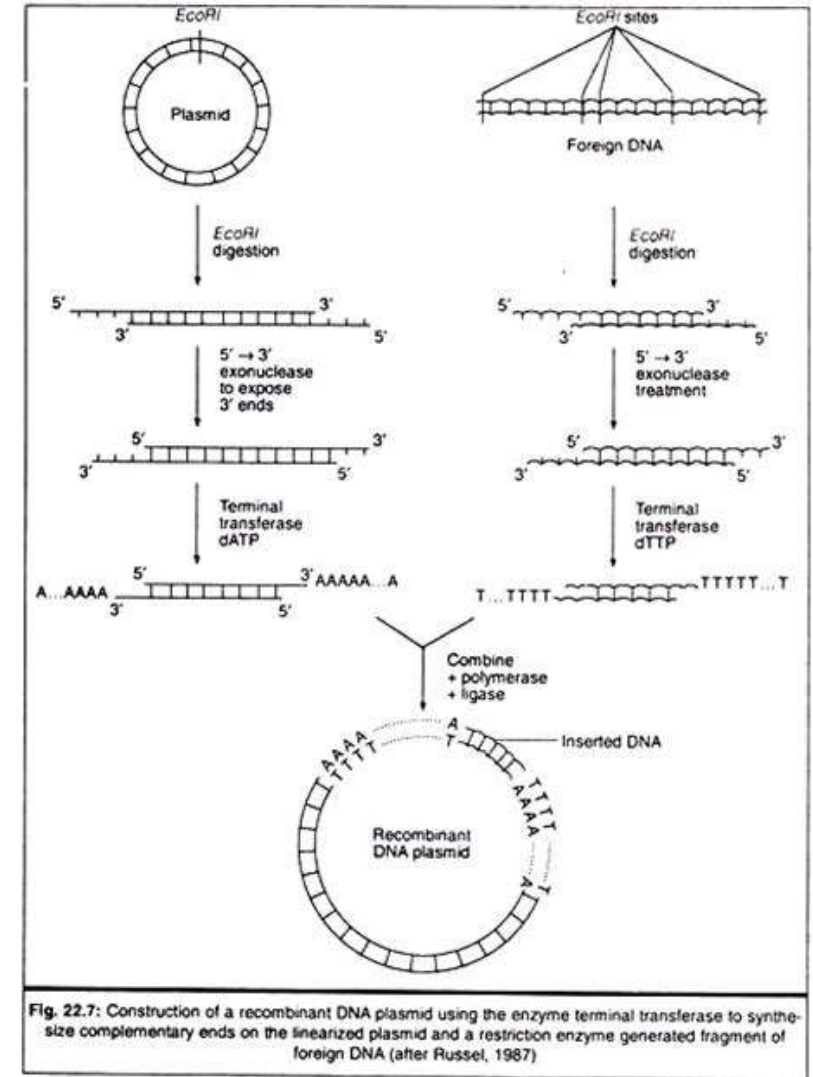 EcoRI
Plasmid
EcoRI
digestion
5′ 3′
3′ 5′
5′ → 3′
exonuclease
to expose
3′ ends
5′ 3′
3′ 5′
Terminal
transferase
dATP
5′ 3′ AAAAA...A
A...AAAA 3′ 5′
EcoRI sites
Foreign DNA
EcoRI
digestion
5′ 3′
3′ 5′
5′ → 3′
exonuclease
treatment
5′ 3′
3′ 5′
Terminal
transferase
dTTP
TTTTT...T
T...TTTT
Combine
+ polymerase
+ ligase
AAAA A
TTTT T
Inserted DNA
TTTT T
AAAA A
Recombinant
DNA plasmid
Fig. 22.7: Construction of a recombinant DNA plasmid using the enzyme terminal transferase to synthe-
size complementary ends on the linearized plasmid and a restriction enzyme generated fragment of
foreign DNA (after Russel, 1987)